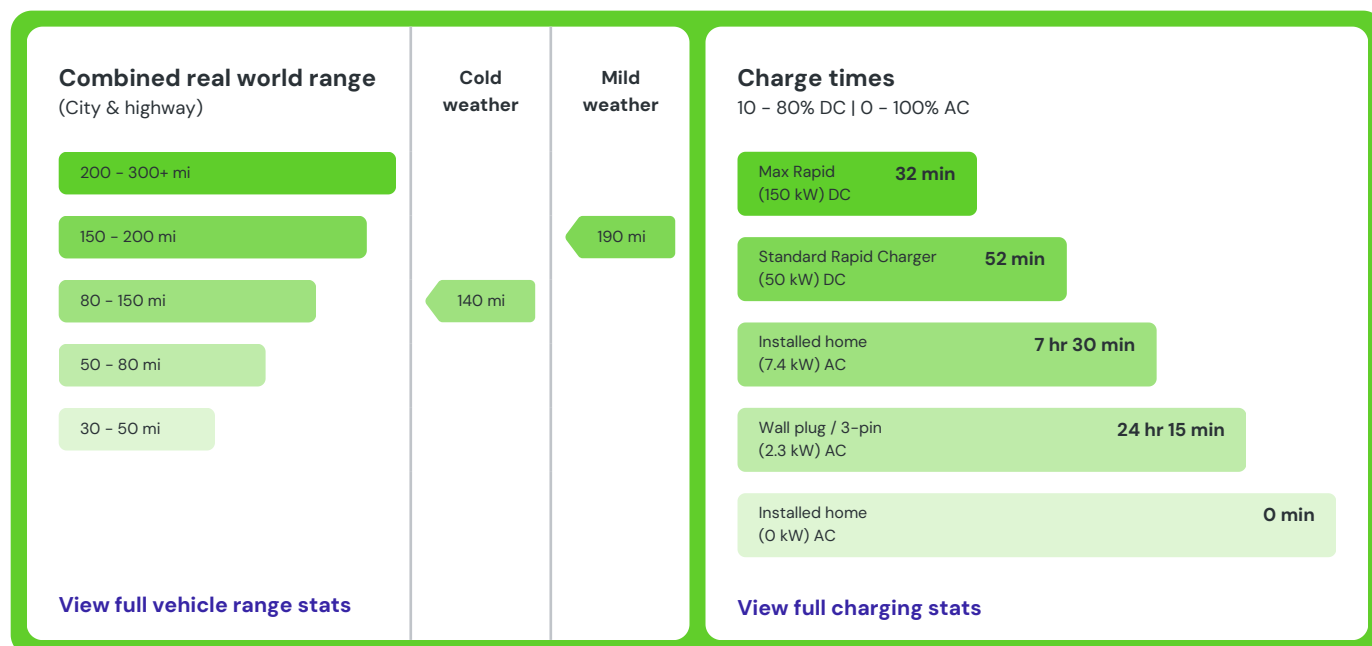 Combined real world range
(City & highway)
Cold
weather
Mild
weather
200 - 300+ mi
150 - 200 mi
190 mi
80 - 150 mi
140 mi
50 - 80 mi
30 - 50 mi
View full vehicle range stats
Charge times
10 - 80% DC | 0 - 100% AC
Max Rapid
(150 kW) DC
32 min
Standard Rapid Charger
(50 kW) DC
52 min
Installed home
(7.4 kW) AC
7 hr 30 min
Wall plug / 3-pin
(2.3 kW) AC
24 hr 15 min
Installed home
(0 kW) AC
0 min
View full charging stats